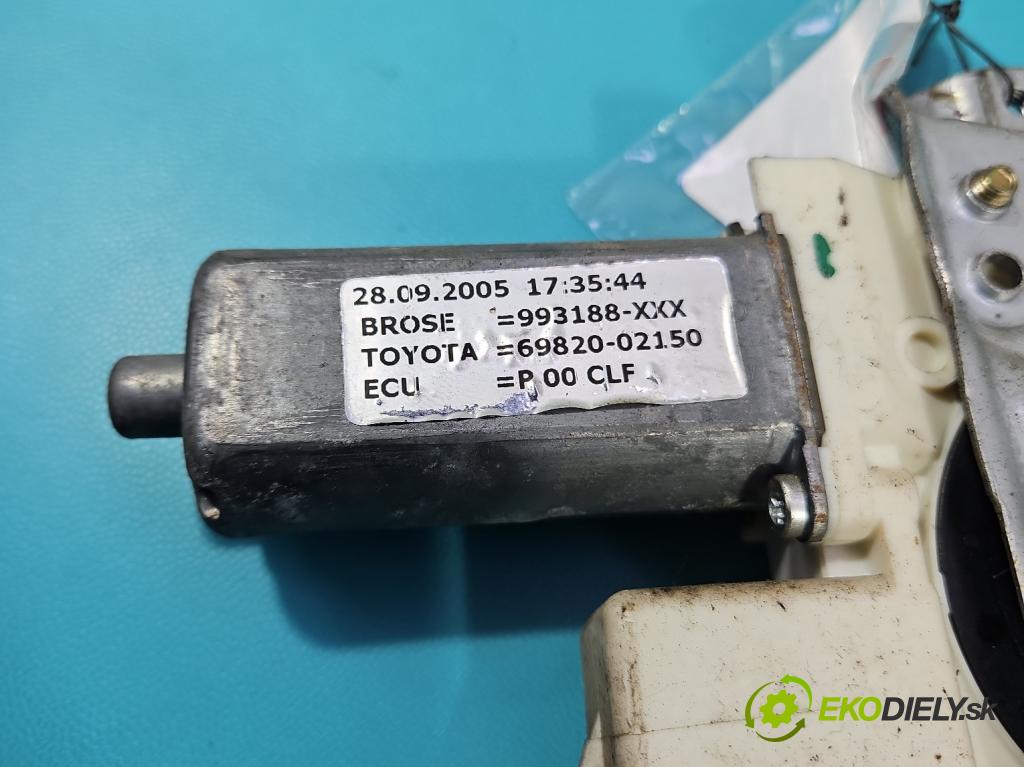 28.09.2005 17:35:44
BROSE =993188-XXX
TOYOTA =69820-02150
ECU =P 00 CLF
EKODIELY.sk